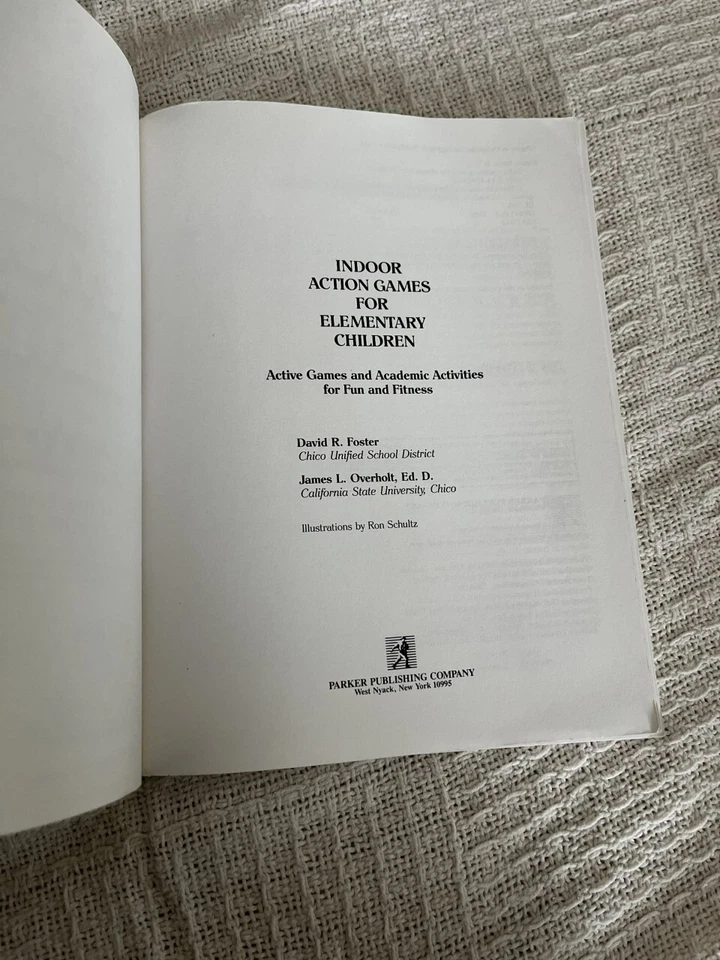 INDOOR
ACTION GAMES
FOR
ELEMENTARY
CHILDREN
Active Games and Academic Activities
for Fun and Fitness
David R. Foster
Chico Unified School District
James L. Overholt, Ed. D.
California State University, Chico
Illustrations by Ron Schultz
PARKER PUBLISHING COMPANY
West Nyack, New York 10995